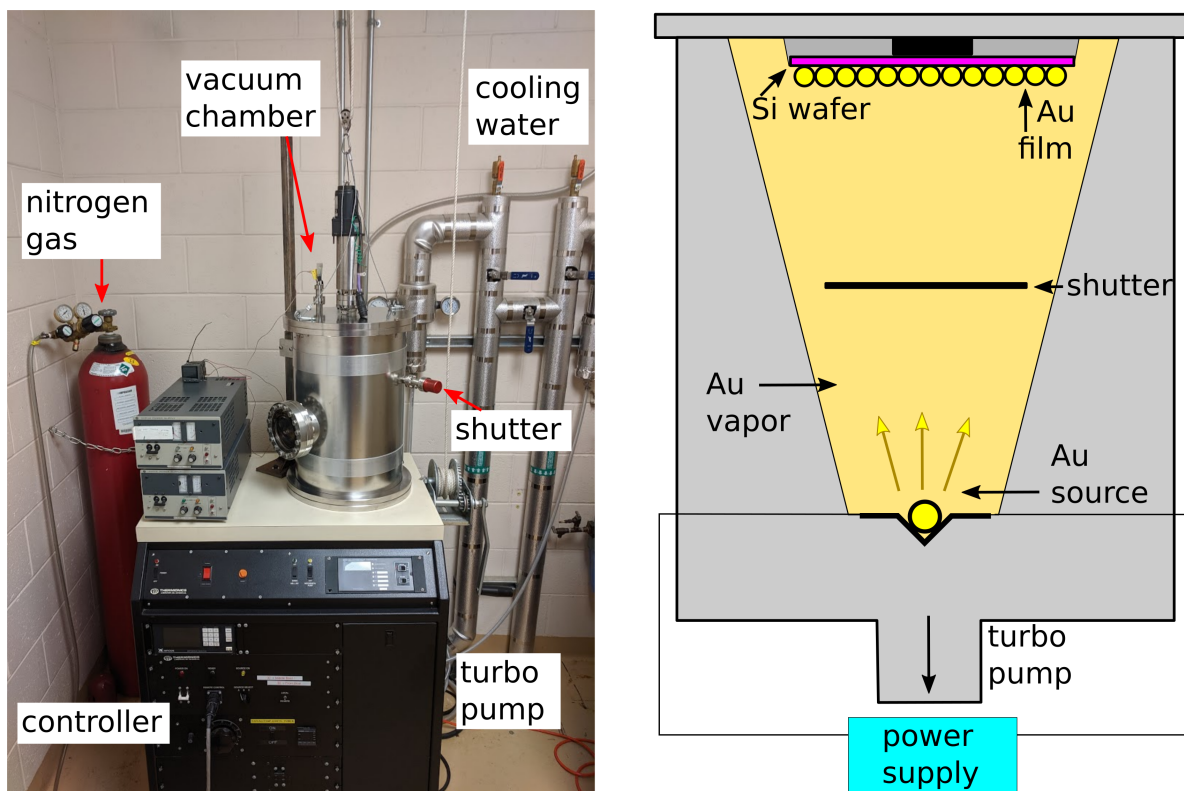 vacuum
chamber
cooling
water
nitrogen
gas
shutter
turbo
pump
controller
Si wafer
Au
film
shutter
Au
vapor
Au
source
turbo
pump
power
supply